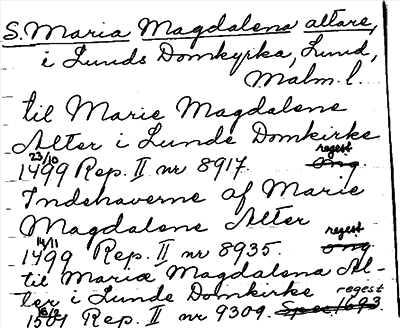 S. Maria Magdalena altare,
i Lunds Domkyrka, Lund,
Malm. l.
til Marie Magdalene
Alter i Lunde Domkirke
23/10 regest
1499 Rep. II nr 8917. Orig.
Indehaverne af Marie
Magdalene Alter
14/11 regest
1499 Rep. II nr 8935. Orig
til Mariæ Magdalena Al-
ter i Lunde Domkirke regest
1501 Rep. II nr 9309. Spec. 1693.